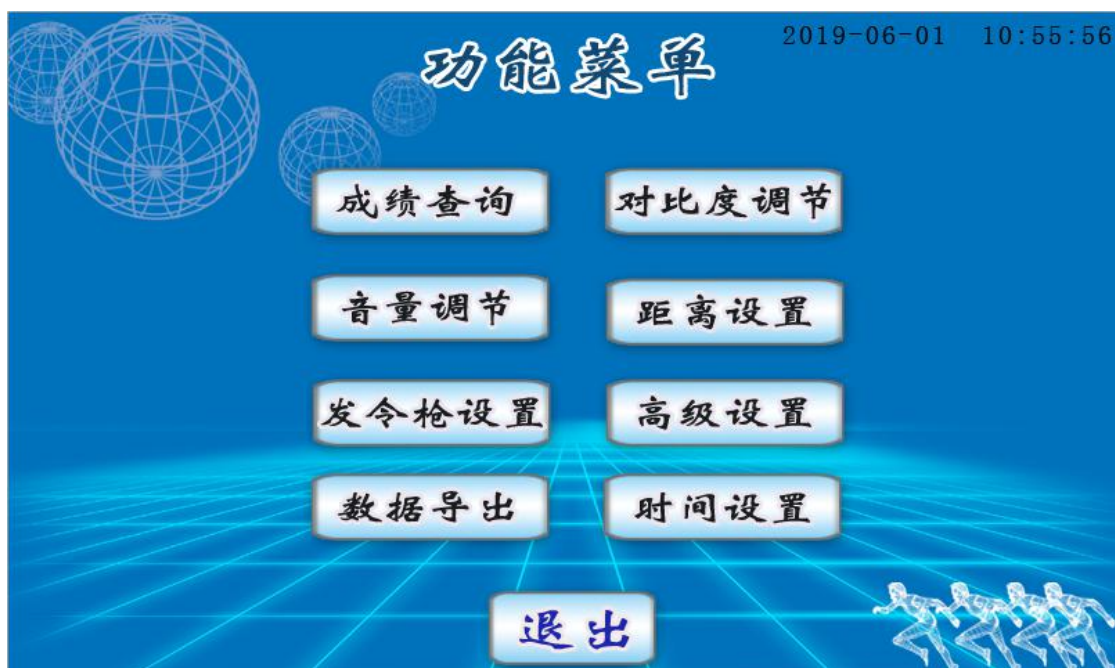 功能菜单
2019-06-01 10:55:56
成绩查询 对比度调节
音量调节 距离设置
发令枪设置 高级设置
数据导出 时间设置
退出